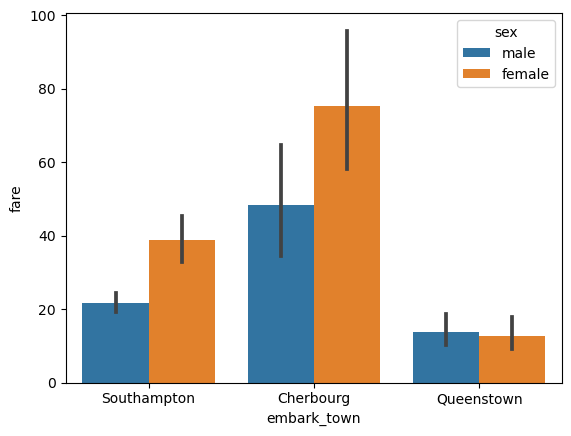 100
80
60
40
20
0
fare
sex
male
female
Southampton
Cherbourg
Queenstown
embark_town